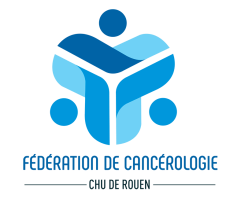 FÉDÉRATION DE CANCÉROLOGIE
CHU DE ROUEN